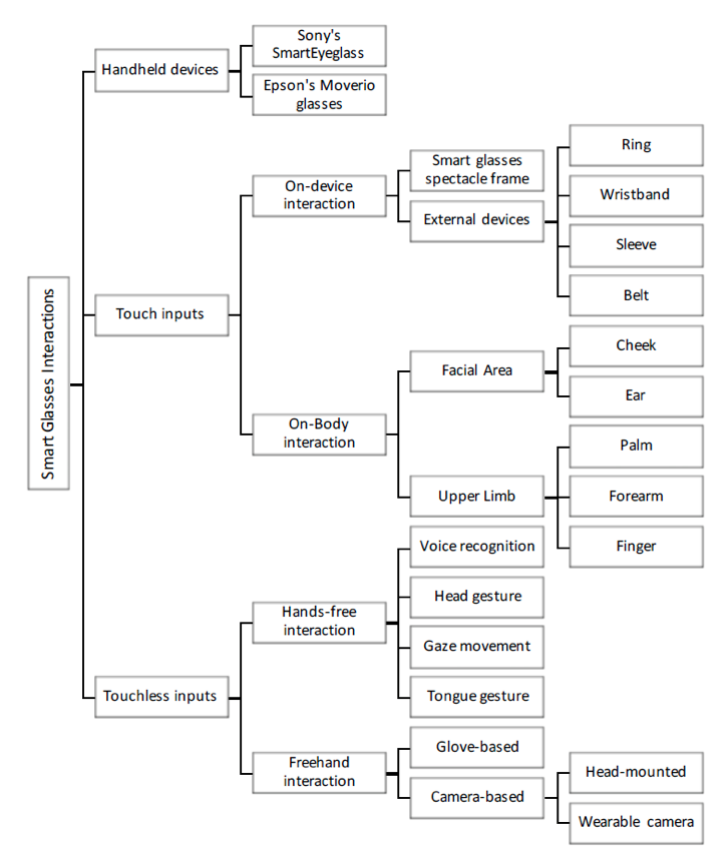 Smart Glasses Interactions
Handheld devices
Sony's
SmartEyeglass
Epson's Moverio
glasses
Touch inputs
On-device
interaction
Smart glasses
spectacle frame
External devices
Ring
Wristband
Sleeve
Belt
On-Body
interaction
Facial Area
Cheek
Ear
Upper Limb
Palm
Forearm
Finger
Touchless inputs
Hands-free
interaction
Voice recognition
Head gesture
Gaze movement
Tongue gesture
Freehand
interaction
Glove-based
Camera-based
Head-mounted
Wearable camera